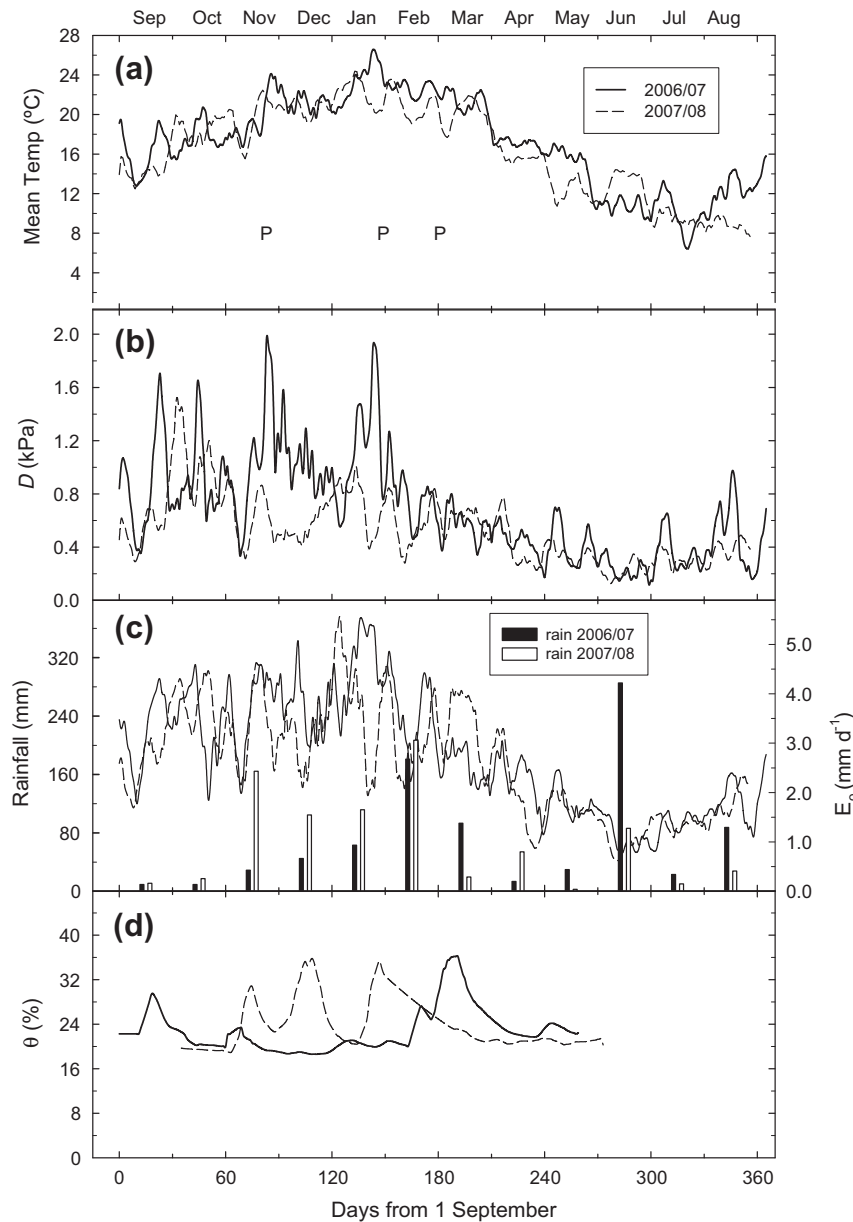 Sep Oct Nov Dec Jan Feb Mar Apr May Jun Jul Aug
28
24
20
16
12
8
4
Mean Temp (ºC)
(a)
2006/07
2007/08
P P P
2.0
1.6
1.2
0.8
0.4
0.0
D (kPa)
(b)
320
240
160
80
0
Rainfall (mm)
(c)
rain 2006/07
rain 2007/08
5.0
4.0
3.0
2.0
1.0
0.0
E₀ (mm d⁻¹)
40
32
24
16
8
0
θ (%)
(d)
0 60 120 180 240 300 360
Days from 1 September